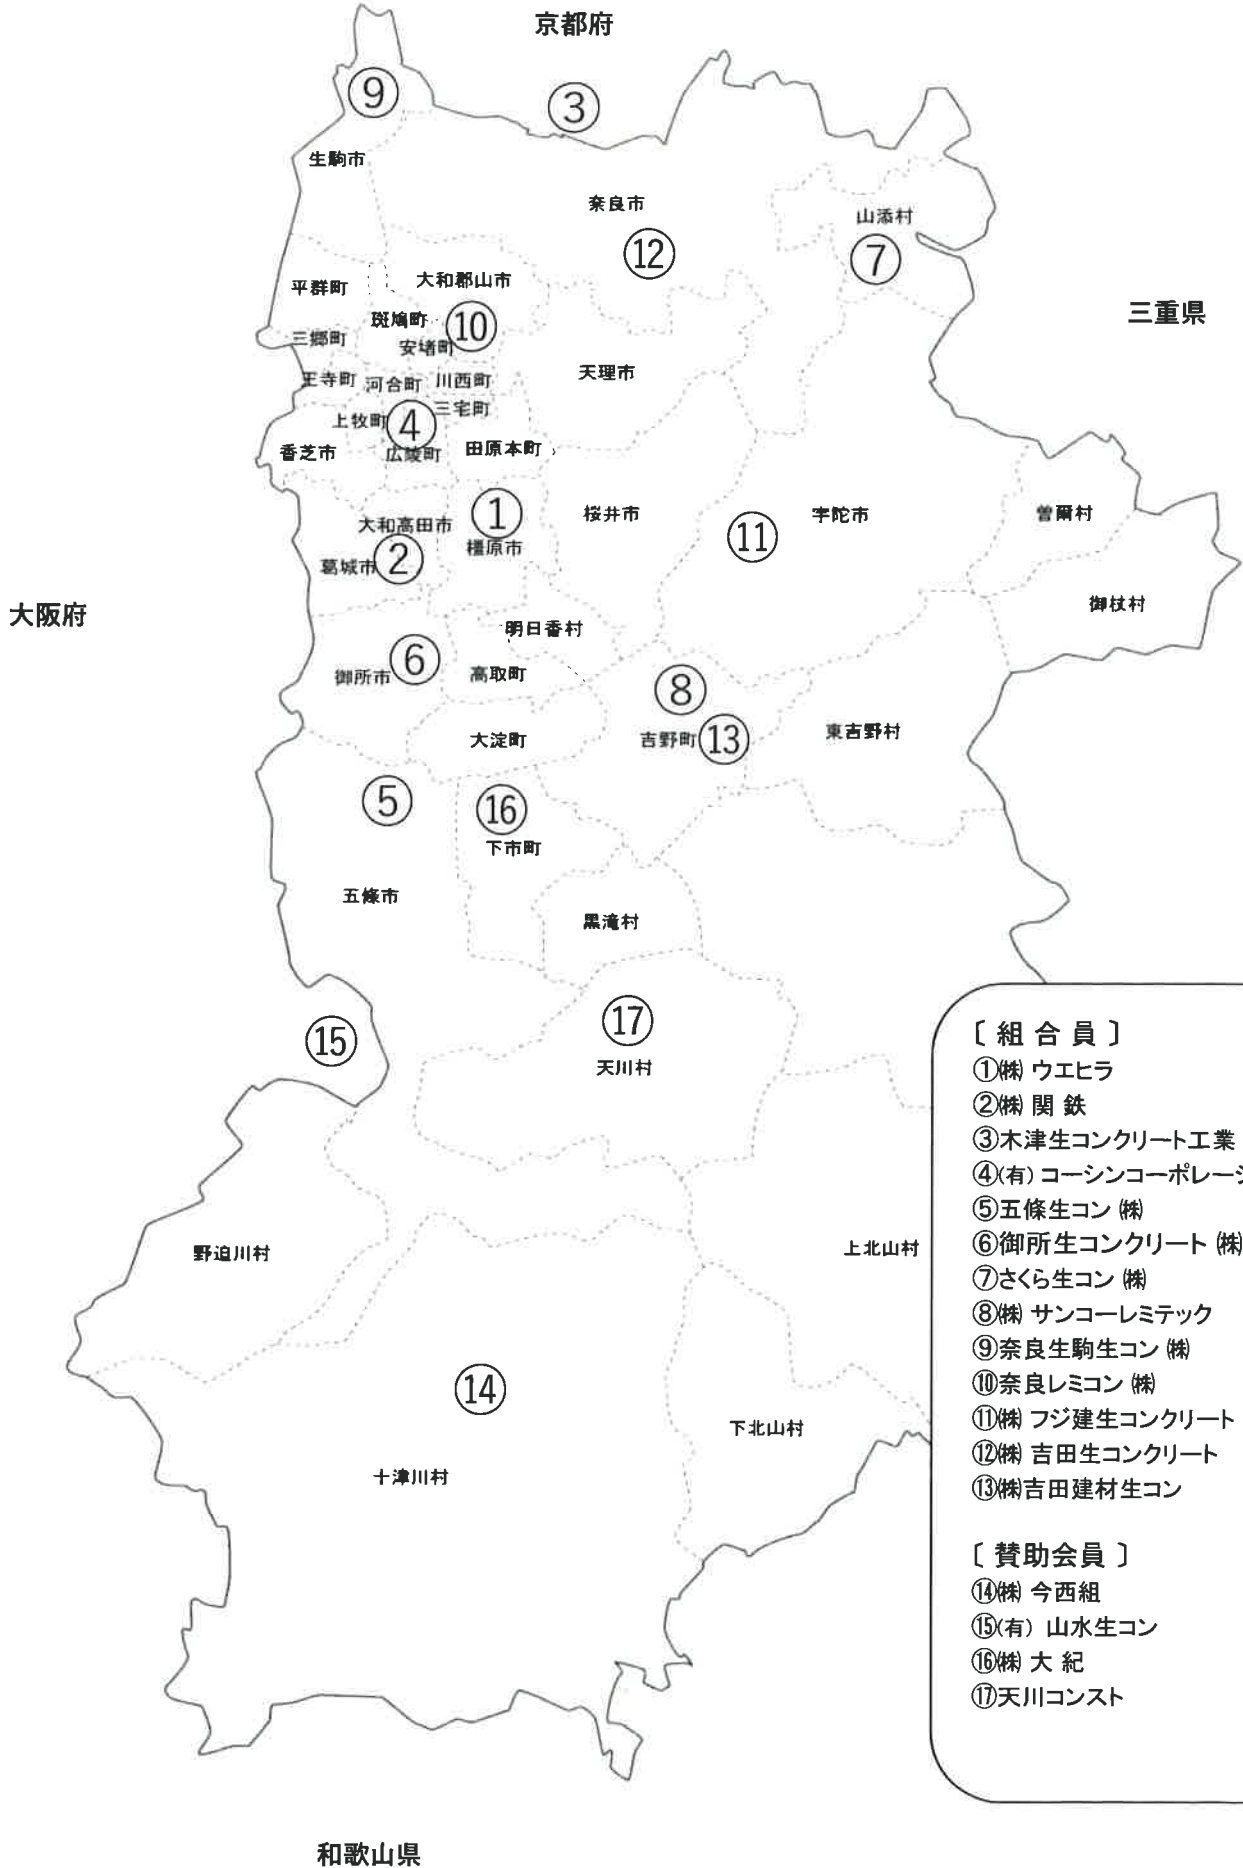 京都府
⑨
③
生駒市
奈良市
山添村
⑫
⑦
平群町
大和郡山市
三重県
斑鳩町
⑩
三郷町
安堵町
天理市
王寺町
河合町
川西町
上牧町
④
三宅町
香芝市
広陵町
田原本町
大和高田市
①
桜井市
宇陀市
曽爾村
⑪
葛城市
②
橿原市
大阪府
御杖村
明日香村
御所市
⑥
高取町
⑧
大淀町
吉野町
⑬
東吉野村
⑤
⑯
下市町
五條市
黒滝村
⑮
⑰
天川村
野迫川村
上北山村
⑭
下北山村
十津川村
和歌山県
〔 組 合 員 〕
①㈱ ウエヒラ
②㈱ 関 鉄
③木津生コンクリート工業
④(有) コーシンコーポレーシ
⑤五條生コン ㈱
⑥御所生コンクリート ㈱
⑦さくら生コン ㈱
⑧㈱ サンコーレミテック
⑨奈良生駒生コン ㈱
⑩奈良レミコン ㈱
⑪㈱ フジ建生コンクリート
⑫㈱ 吉田生コンクリート
⑬㈱吉田建材生コン
〔 賛助会員 〕
⑭㈱ 今西組
⑮(有) 山水生コン
⑯㈱ 大 紀
⑰天川コンスト